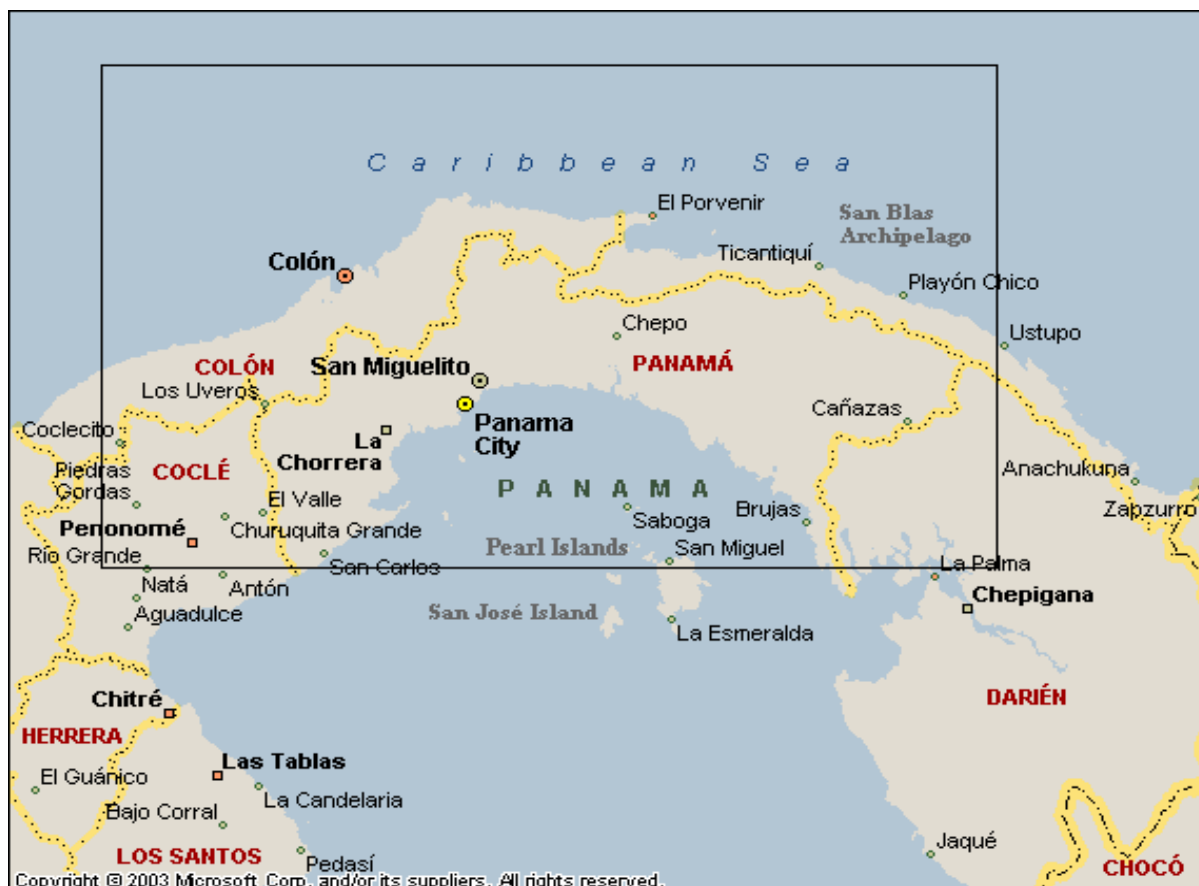 Caribbean Sea
El Porvenir
San Blas
Archipelago
Ticantiquí
Colón
Playón Chico
Chepo
Ustupo
COLÓN
San Miguelito
PANAMÁ
Los Uveros
Cañazas
Panama
City
Coclecito
La
Chorrera
Piedras
Gordas
COCLÉ
Anachukuna
PANAMA
El Valle
Saboga
Brujas
Zapzurro
Churuquita Grande
Penonomé
Pearl Islands
San Miguel
Río Grande
San Carlos
La Palma
Natá
Antón
Chepigana
Aguadulce
San José Island
La Esmeralda
Chitré
DARIÉN
HERRERA
Las Tablas
El Guánico
La Candelaria
Bajo Corral
Jaqué
LOS SANTOS
Pedasí
CHOCÓ
Copyright © 2003 Microsoft Corp. and/or its suppliers. All rights reserved.